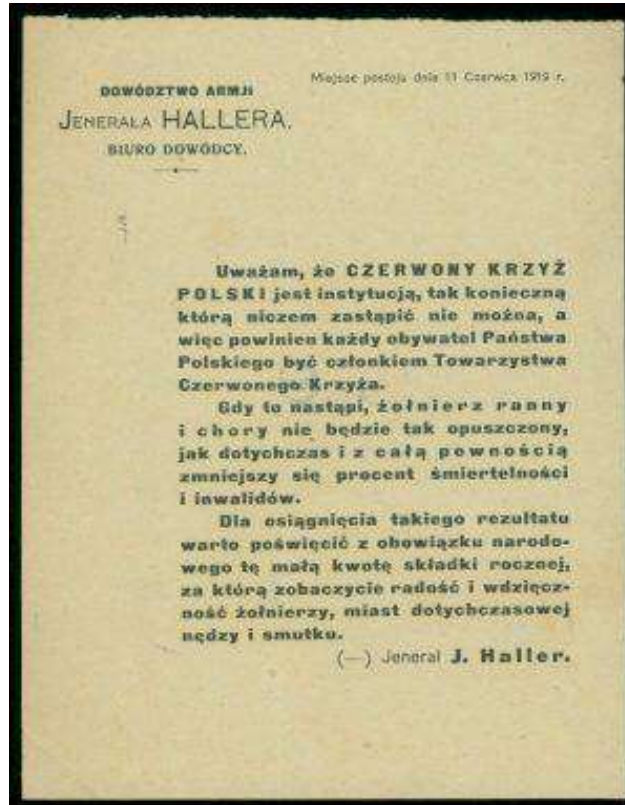 Miejsce postoju dnia 11 Czerwca 1919 r.
DOWÓDZTWO ARMJI
JENERAŁA HALLERA.
BIURO DOWÓDCY.
Uważam, że CZERWONY KRZYŻ
POLSKI jest instytucją, tak konieczną
którą niczem zastąpić nie można, a
więc powinien każdy obywatel Państwa
Polskiego być członkiem Towarzystwa
Czerwonego Krzyża.
Gdy to nastąpi, żołnierz ranny
i chory nie będzie tak opuszczony,
jak dotychczas i z całą pewnością
zmniejszy się procent śmiertelności
i inwalidów.
Dla osiągnięcia takiego rezultatu
warto poświęcić z obowiązku narodo-
wego tę małą kwotę składki rocznej,
za którą zobaczycie radość i wdzięcz-
ność żołnierzy, miast dotychczasowej
nędzy i smutku.
(—) Jenerał J. Haller.